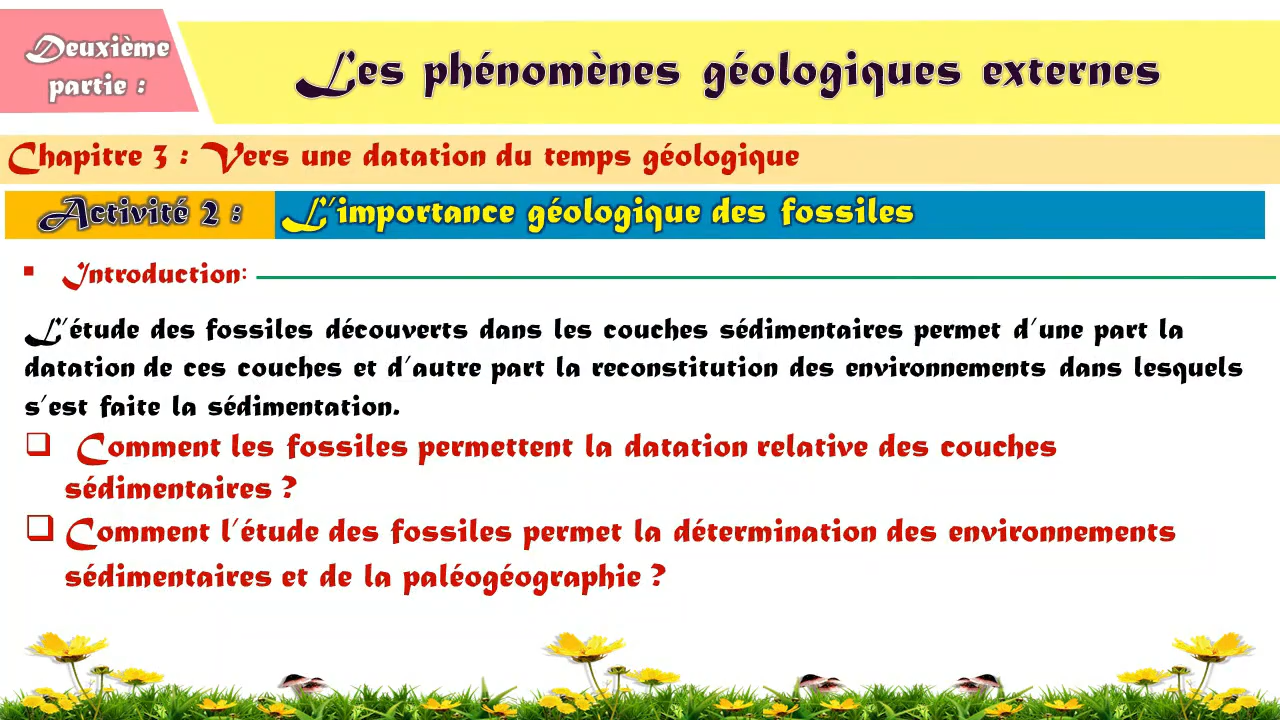 Deuxième
partie :
Les phénomènes géologiques externes
Chapitre 3 : Vers une datation du temps géologique
Activité 2 : L'importance géologique des fossiles
▪ Introduction:
L'étude des fossiles découverts dans les couches sédimentaires permet d'une part la
datation de ces couches et d'autre part la reconstitution des environnements dans lesquels
s'est faite la sédimentation.
❑ Comment les fossiles permettent la datation relative des couches
sédimentaires ?
❑ Comment l'étude des fossiles permet la détermination des environnements
sédimentaires et de la paléogéographie ?